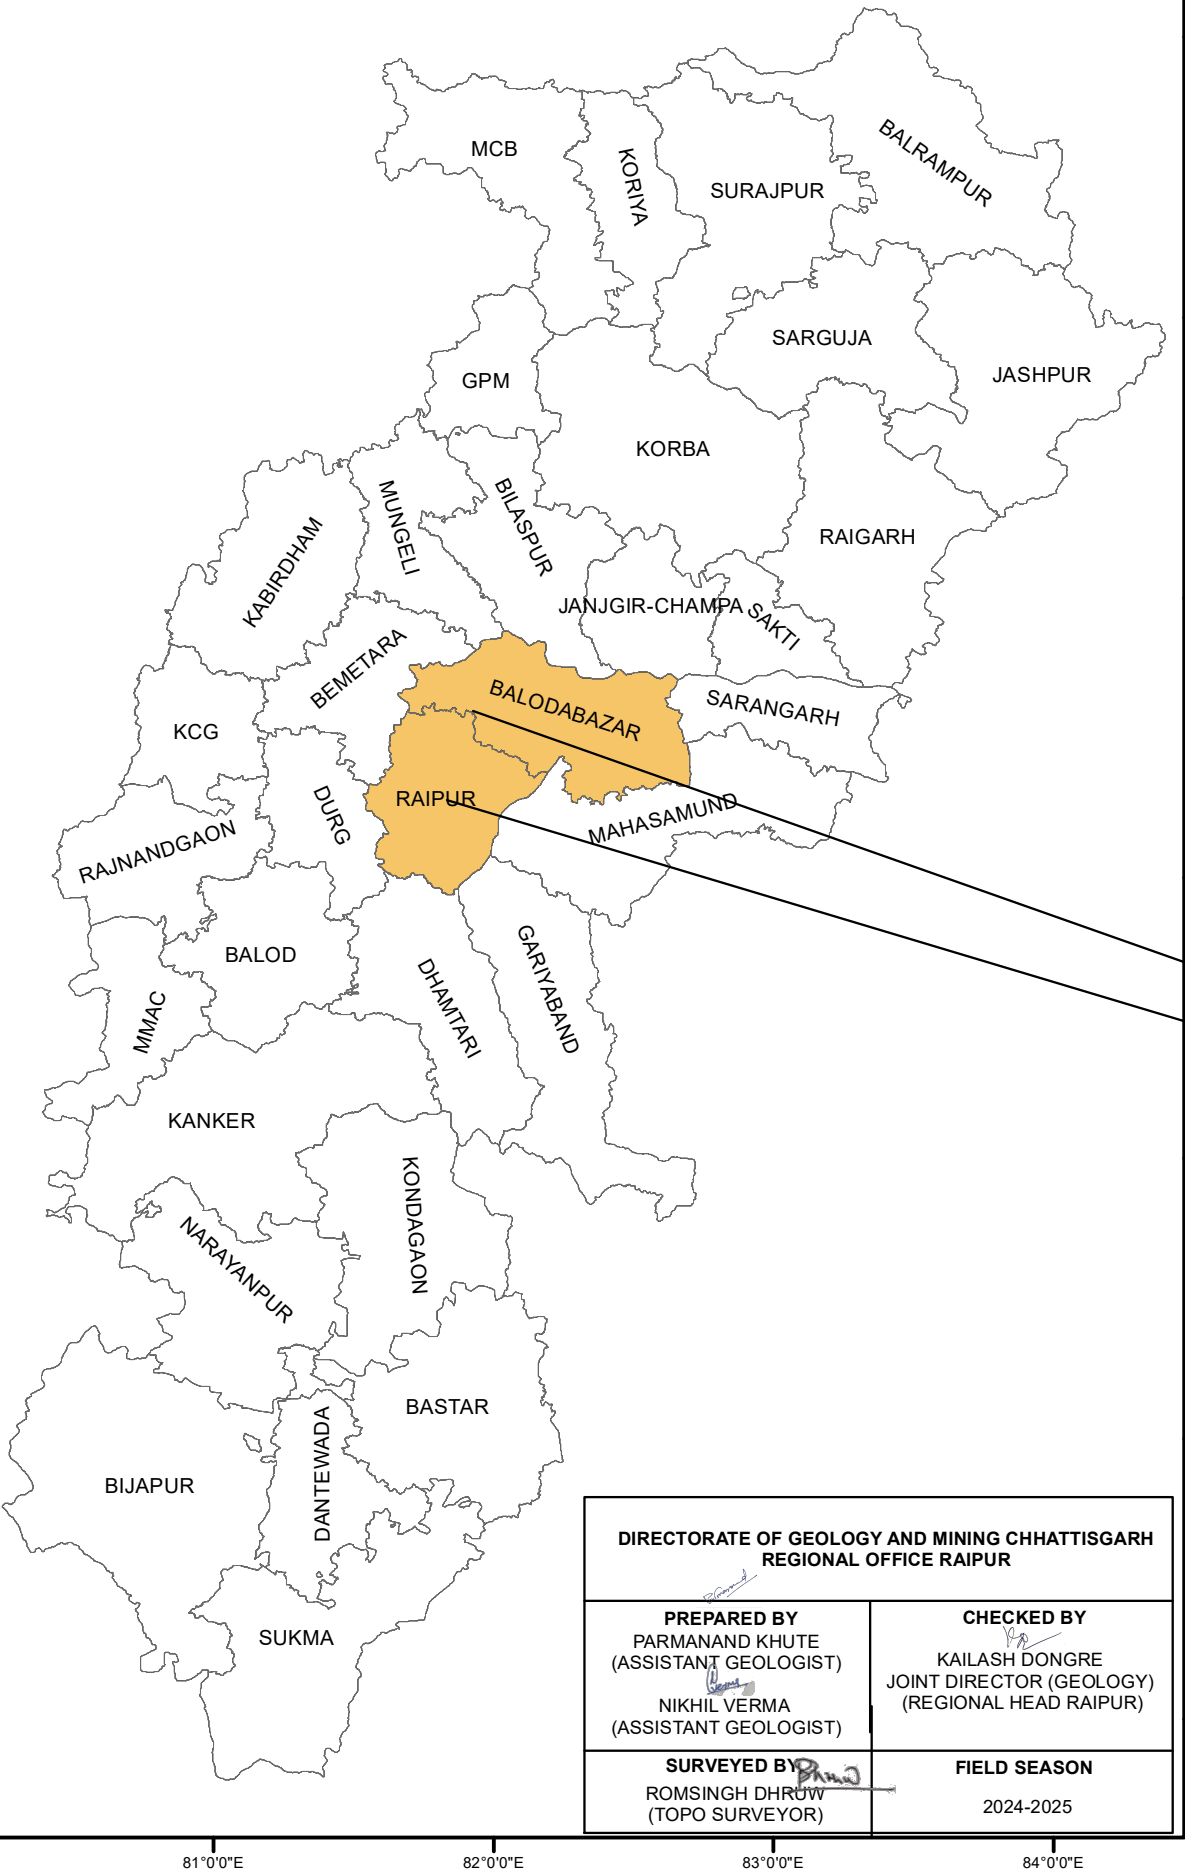 MCB
KORIYA
SURAJPUR
BALRAMPUR
SARGUJA
JASHPUR
GPM
KORBA
MUNGELI
BILASPUR
KABIRDHAM
RAIGARH
JANJGIR-CHAMPA
SAKTI
BEMETARA
BALODABAZAR
SARANGARH
KCG
RAIPUR
DURG
MAHASAMUND
RAJNANDGAON
BALOD
GARIYABAND
DHAMTARI
MMAC
KANKER
KONDAGAON
NARAYANPUR
BASTAR
DANTEWADA
BIJAPUR
SUKMA
DIRECTORATE OF GEOLOGY AND MINING CHHATTISGARH
REGIONAL OFFICE RAIPUR
PREPARED BY
PARMANAND KHUTE
(ASSISTANT GEOLOGIST)
NIKHIL VERMA
(ASSISTANT GEOLOGIST)
CHECKED BY
KAILASH DONGRE
JOINT DIRECTOR (GEOLOGY)
(REGIONAL HEAD RAIPUR)
SURVEYED BY
ROMSINGH DHRUW
(TOPO SURVEYOR)
FIELD SEASON
2024-2025
81°0'0"E
82°0'0"E
83°0'0"E
84°0'0"E